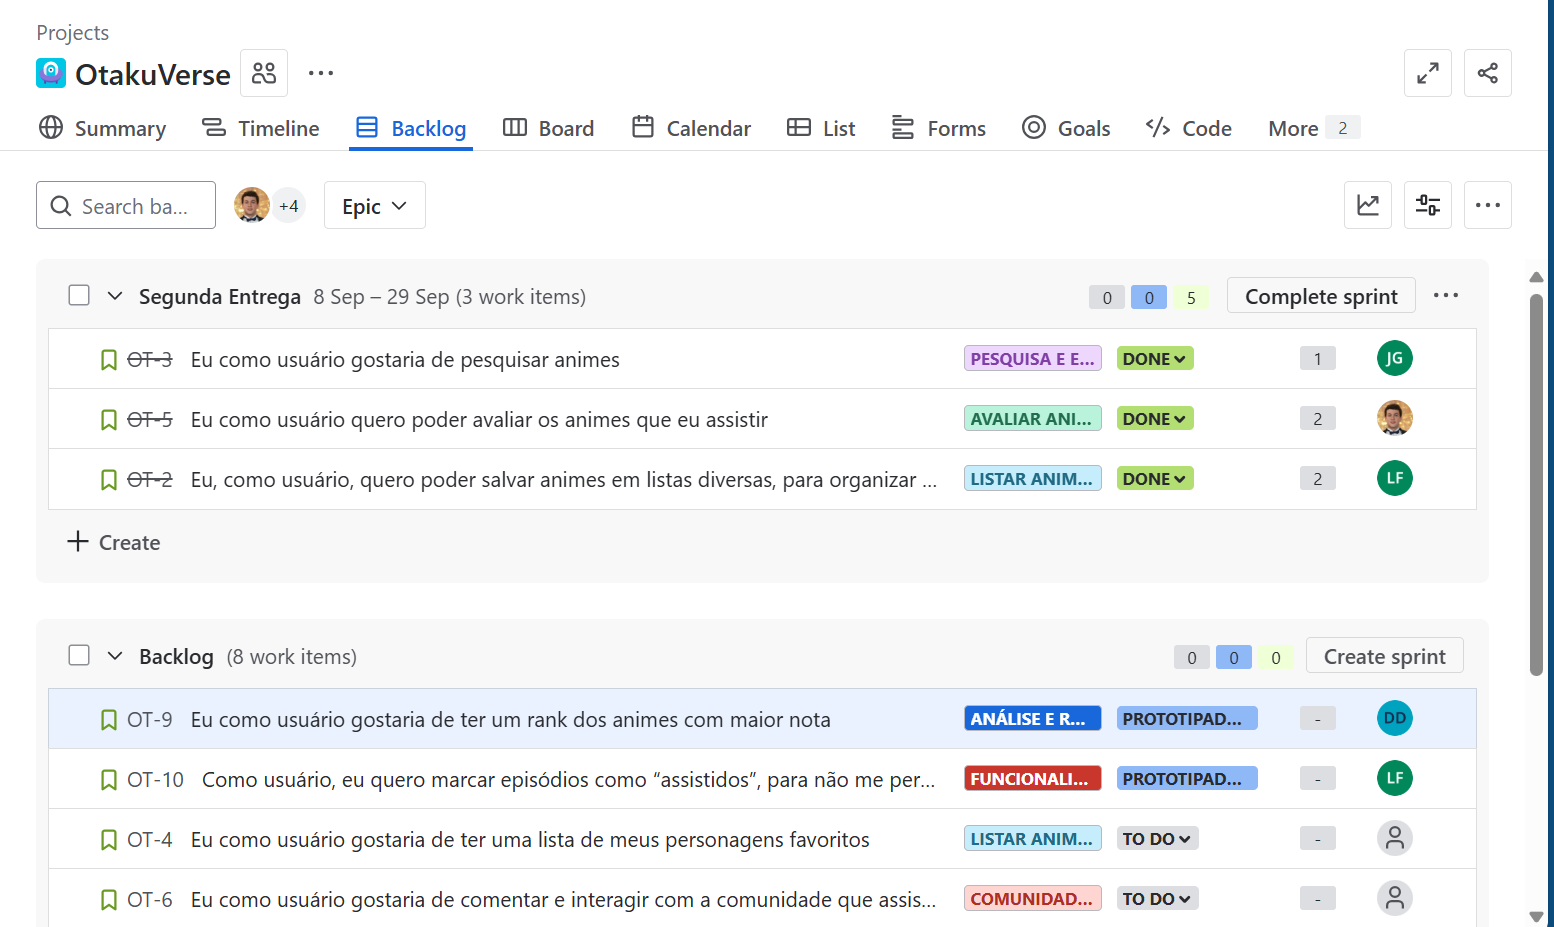 Projects
OtakuVerse
Summary Timeline Backlog Board Calendar List Forms Goals Code More 2
Search ba... +4 Epic
Segunda Entrega 8 Sep – 29 Sep (3 work items) 0 0 5 Complete sprint
OT-3 Eu como usuário gostaria de pesquisar animes PESQUISA E E... DONE 1 JG
OT-5 Eu como usuário quero poder avaliar os animes que eu assistir AVALIAR ANI... DONE 2
OT-2 Eu, como usuário, quero poder salvar animes em listas diversas, para organizar ... LISTAR ANIM... DONE 2 LF
Create
Backlog (8 work items) 0 0 0 Create sprint
OT-9 Eu como usuário gostaria de ter um rank dos animes com maior nota ANÁLISE E R... PROTOTIPAD... - DD
OT-10 Como usuário, eu quero marcar episódios como “assistidos”, para não me per... FUNCIONALI... PROTOTIPAD... - LF
OT-4 Eu como usuário gostaria de ter uma lista de meus personagens favoritos LISTAR ANIM... TO DO -
OT-6 Eu como usuário gostaria de comentar e interagir com a comunidade que assis... COMUNIDAD... TO DO -